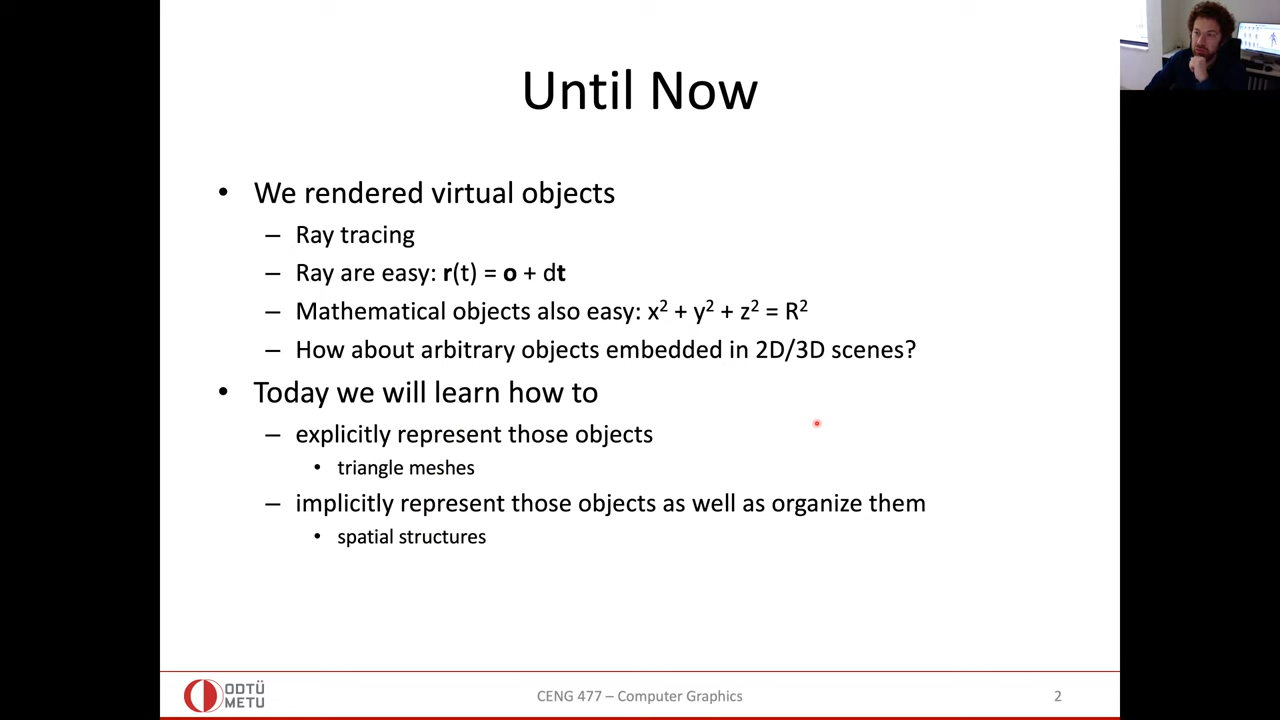 Until Now
• We rendered virtual objects
– Ray tracing
– Ray are easy: r(t) = o + dt
– Mathematical objects also easy: x² + y² + z² = R²
– How about arbitrary objects embedded in 2D/3D scenes?
• Today we will learn how to
– explicitly represent those objects
• triangle meshes
– implicitly represent those objects as well as organize them
• spatial structures
ODTÜ
METU
CENG 477 – Computer Graphics
2